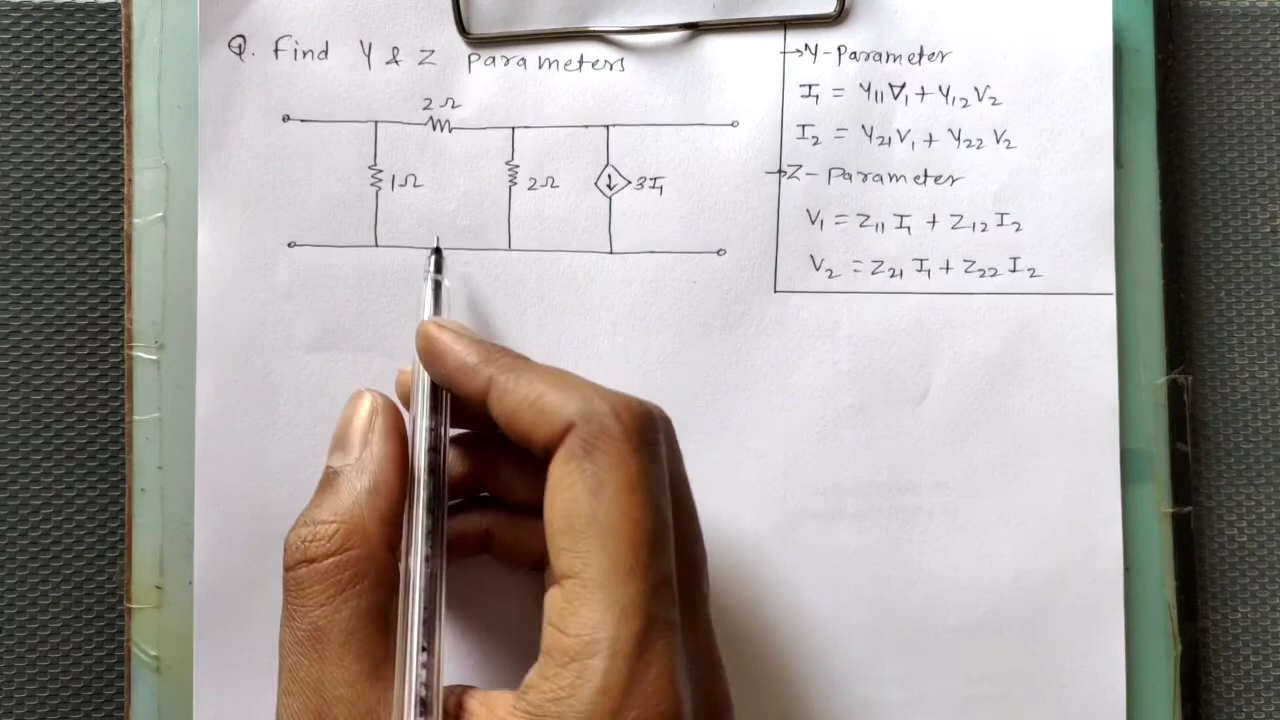 Q. Find Y & Z parameters
2Ω
1Ω
2Ω
3I₁
→Y-Parameter
I₁ = Y₁₁V₁ + Y₁₂V₂
I₂ = Y₂₁V₁ + Y₂₂V₂
→Z-Parameter
V₁ = Z₁₁I₁ + Z₁₂I₂
V₂ = Z₂₁I₁ + Z₂₂I₂